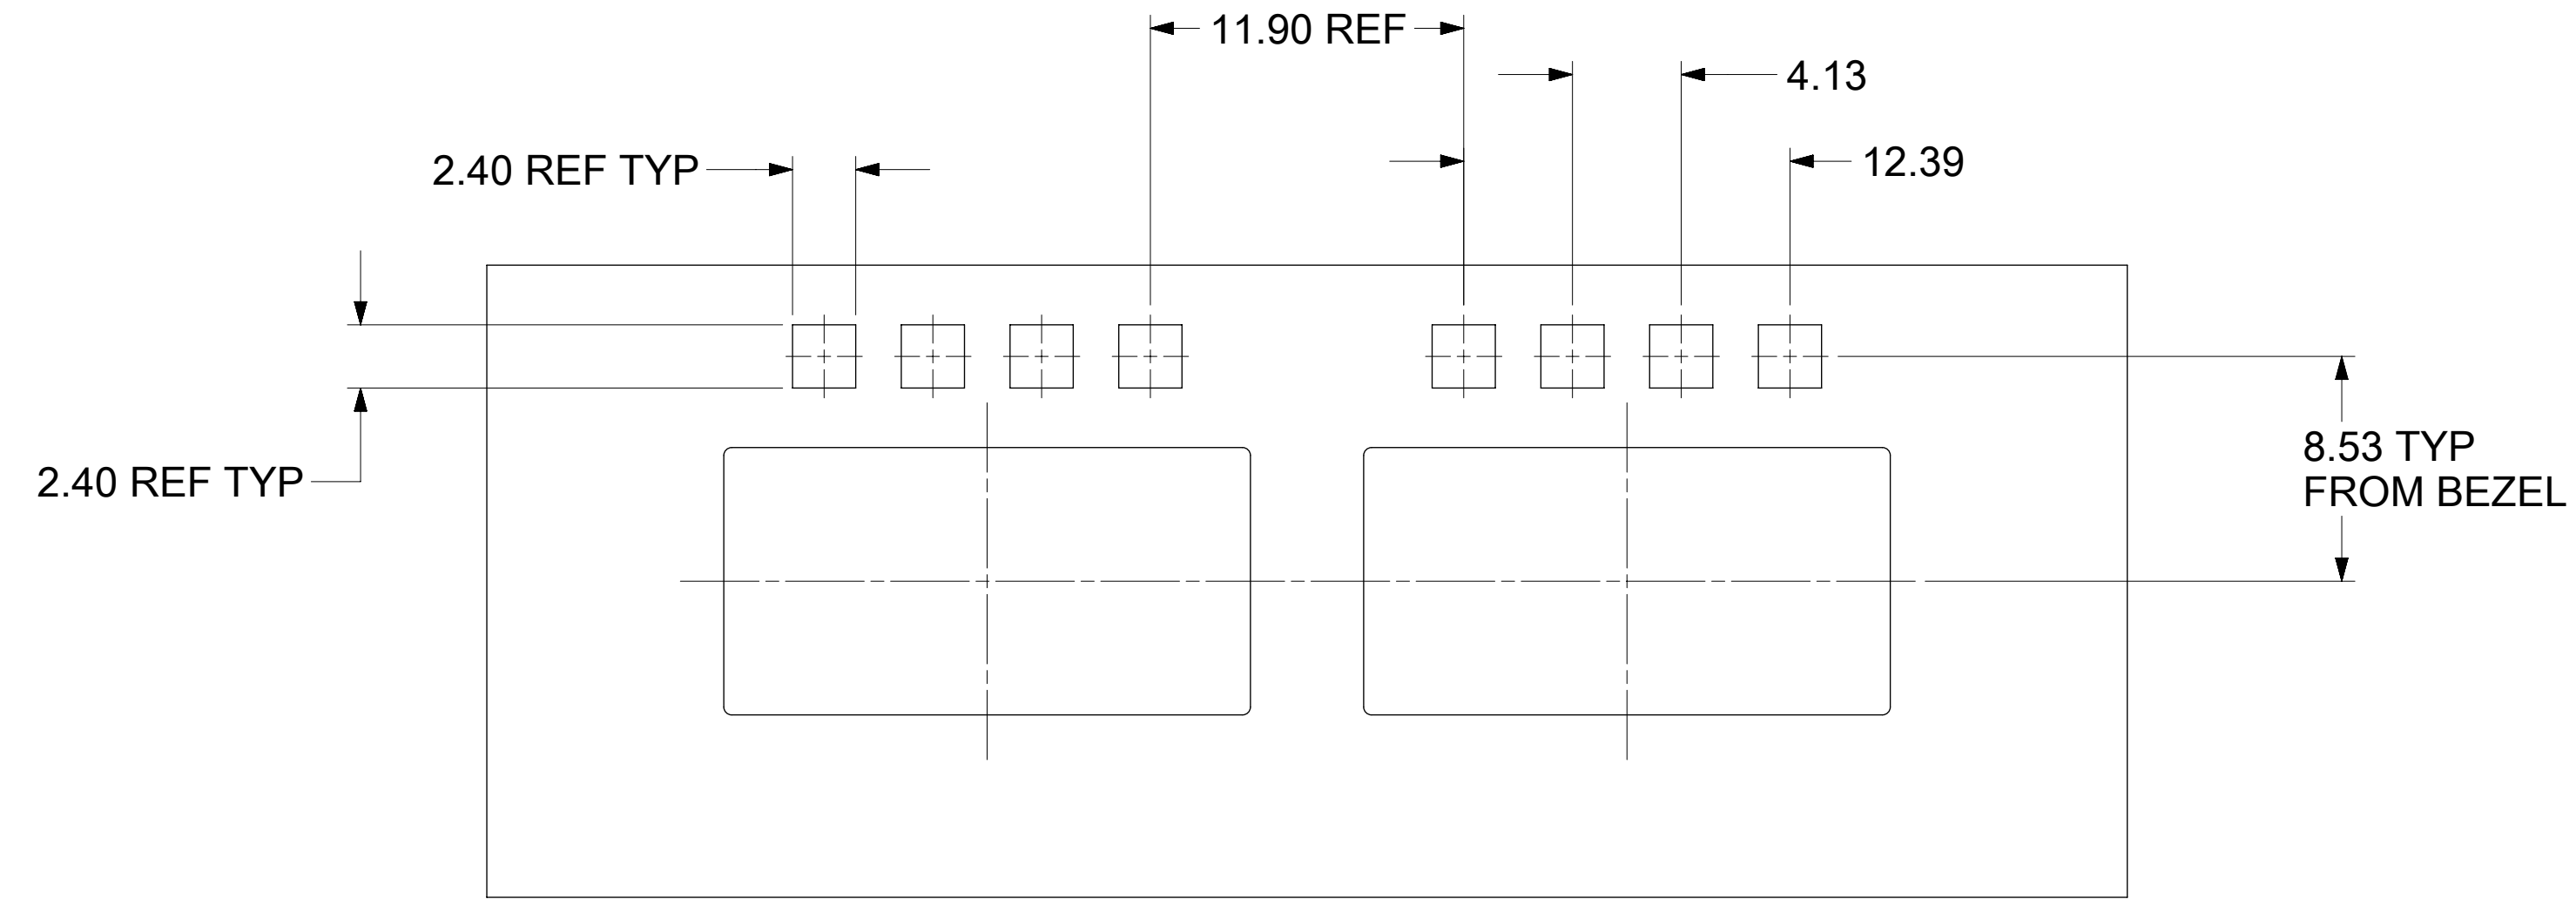 11.90 REF
4.13
12.39
2.40 REF TYP
2.40 REF TYP
8.53 TYP
FROM BEZEL